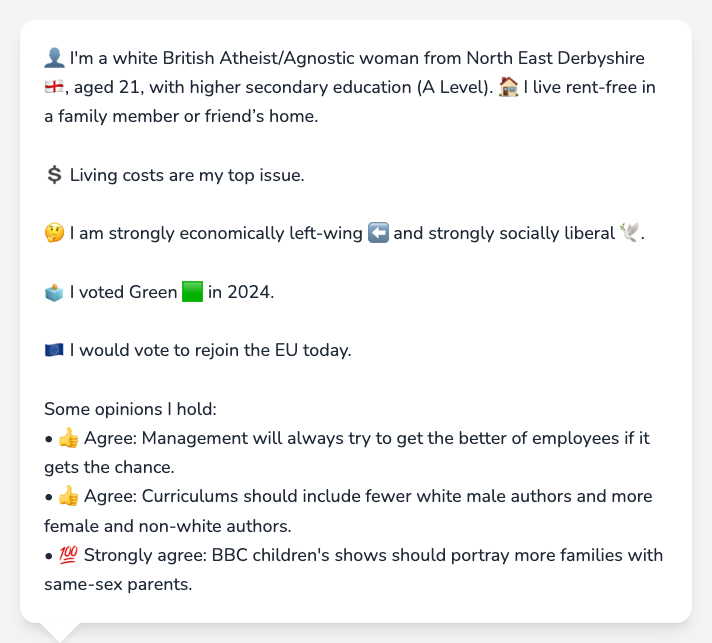 👤 I'm a white British Atheist/Agnostic woman from North East Derbyshire
🏴󠁧󠁢󠁥󠁮󠁧󠁿, aged 21, with higher secondary education (A Level). 🏠 I live rent-free in
a family member or friend’s home.
💲 Living costs are my top issue.
🤔 I am strongly economically left-wing ⬅️ and strongly socially liberal 🕊️.
🗳️ I voted Green 🟩 in 2024.
🇪🇺 I would vote to rejoin the EU today.
Some opinions I hold:
• 👍 Agree: Management will always try to get the better of employees if it
gets the chance.
• 👍 Agree: Curriculums should include fewer white male authors and more
female and non-white authors.
• 💯 Strongly agree: BBC children's shows should portray more families with
same-sex parents.